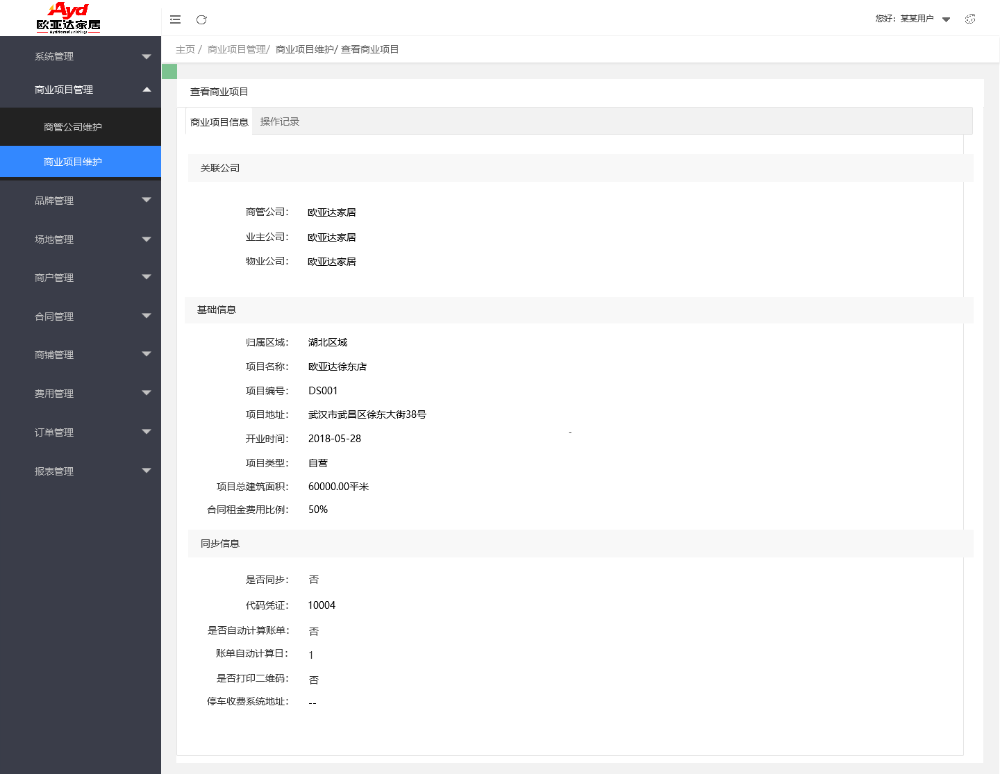 Ayd
欧亚达家居
您好：某某用户
主页 / 商业项目管理/ 商业项目维护/ 查看商业项目
系统管理
商业项目管理
商管公司维护
商业项目维护
品牌管理
场地管理
商户管理
合同管理
商铺管理
费用管理
订单管理
报表管理
查看商业项目
商业项目信息 操作记录
关联公司
商管公司： 欧亚达家居
业主公司： 欧亚达家居
物业公司： 欧亚达家居
基础信息
归属区域： 湖北区域
项目名称： 欧亚达徐东店
项目编号： DS001
项目地址： 武汉市武昌区徐东大街38号
-
开业时间： 2018-05-28
项目类型： 自营
项目总建筑面积： 60000.00平米
合同租金费用比例： 50%
同步信息
是否同步： 否
代码凭证： 10004
是否自动计算账单： 否
账单自动计算日： 1
是否打印二维码： 否
停车收费系统地址： --